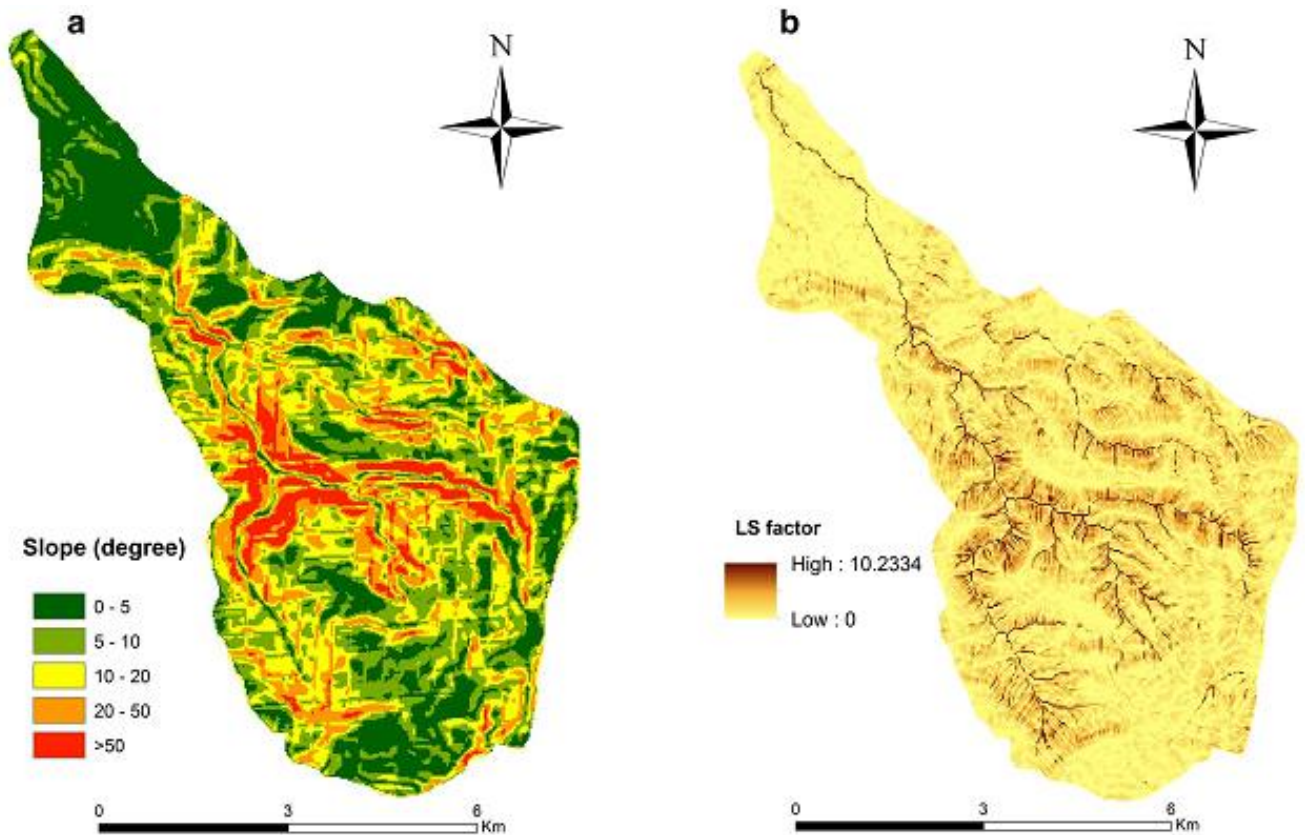 a
N
Slope (degree)
0 - 5
5 - 10
10 - 20
20 - 50
>50
0 3 6
Km
b
N
LS factor
High : 10.2334
Low : 0
0 3 6
Km